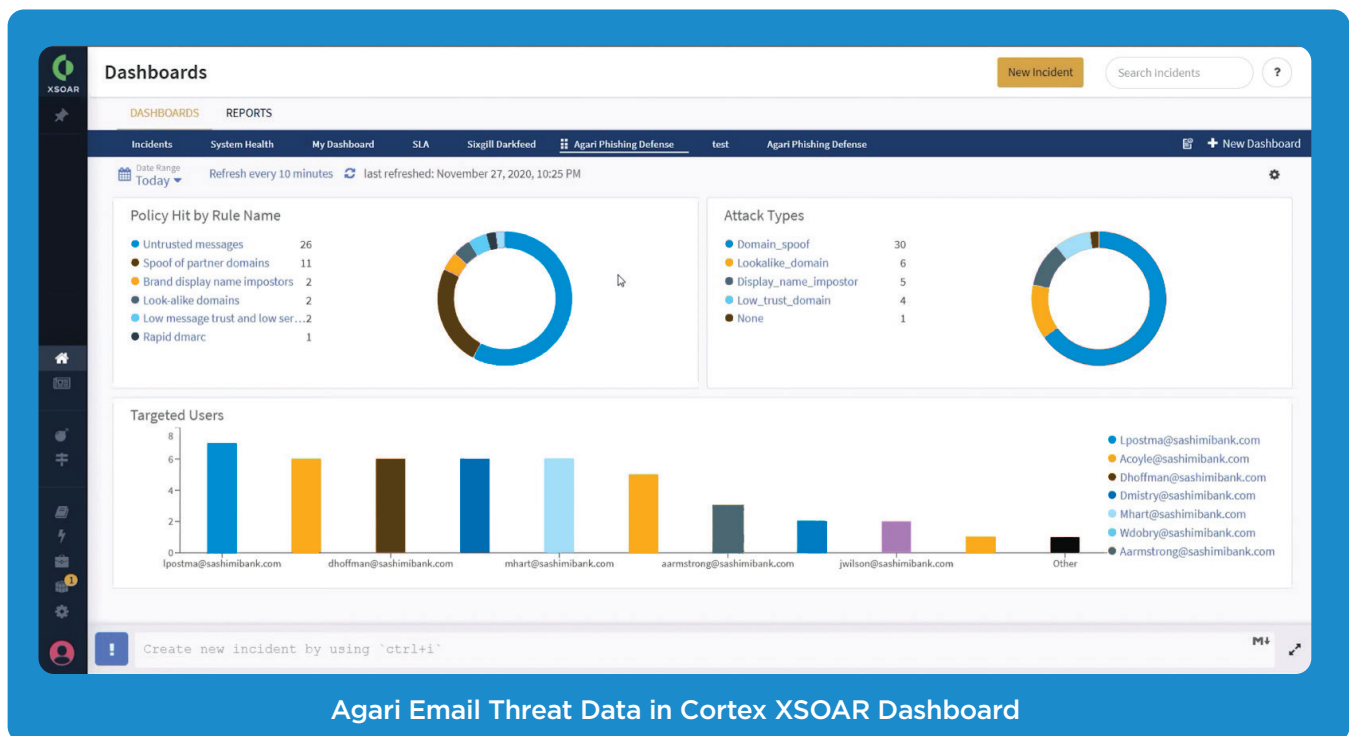 XSOAR
Dashboards
New Incident
Search incidents
?
DASHBOARDS REPORTS
Incidents System Health My Dashboard SLA Sixgill Darkfeed Agari Phishing Defense test Agari Phishing Defense + New Dashboard
Date Range
Today
Refresh every 10 minutes last refreshed: November 27, 2020, 10:25 PM
Policy Hit by Rule Name
Untrusted messages 26
Spoof of partner domains 11
Brand display name impostors 2
Look-alike domains 2
Low message trust and low ser...2
Rapid dmarc 1
Attack Types
Domain_spoof 30
Lookalike_domain 6
Display_name_impostor 5
Low_trust_domain 4
None 1
Targeted Users
8
6
4
2
0
lpostma@sashimibank.com dhoffman@sashimibank.com mhart@sashimibank.com aarmstrong@sashimibank.com jwilson@sashimibank.com Other
Lpostma@sashimibank.com
Acoyle@sashimibank.com
Dhoffman@sashimibank.com
Dmistry@sashimibank.com
Mhart@sashimibank.com
Wdobry@sashimibank.com
Aarmstrong@sashimibank.com
1
! Create new incident by using `ctrl+i`
M↓
Agari Email Threat Data in Cortex XSOAR Dashboard